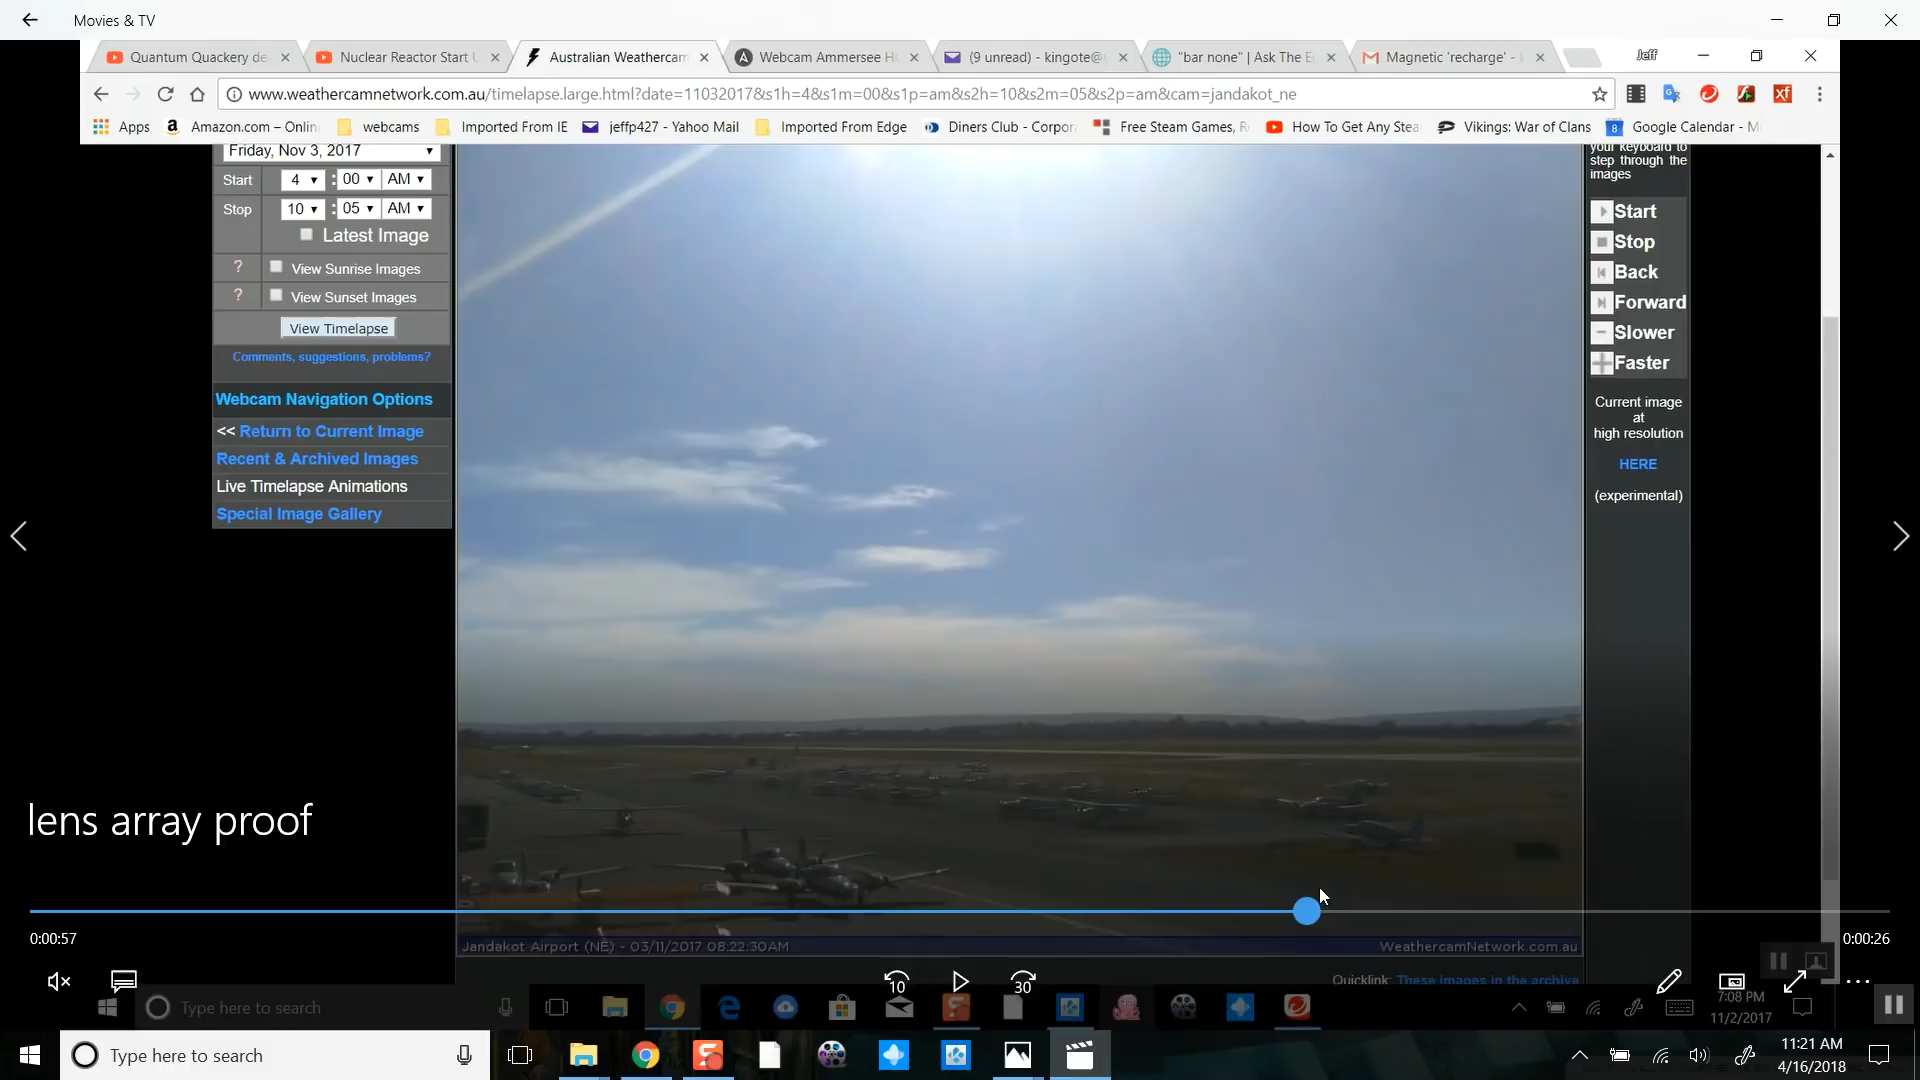 Movies & TV
Quantum Quackery de
Nuclear Reactor Start U
Australian Weathercam
Webcam Ammersee He
(9 unread) - kingote@y
"bar none" | Ask The E
Magnetic 'recharge' - k
Jeff
www.weathercamnetwork.com.au/timelapse.large.html?date=11032017&s1h=4&s1m=00&s1p=am&s2h=10&s2m=05&s2p=am&cam=jandakot_ne
Apps
Amazon.com – Onlin
webcams
Imported From IE
jeffp427 - Yahoo Mail
Imported From Edge
Diners Club - Corpora
Free Steam Games, R
How To Get Any Stea
Vikings: War of Clans
Google Calendar - M
Friday, Nov 3, 2017
Start 4 : 00 AM
Stop 10 : 05 AM
Latest Image
? View Sunrise Images
? View Sunset Images
View Timelapse
Comments, suggestions, problems?
Webcam Navigation Options
<< Return to Current Image
Recent & Archived Images
Live Timelapse Animations
Special Image Gallery
your keyboard to
step through the
images
Start
Stop
Back
Forward
Slower
Faster
Current image
at
high resolution
HERE
(experimental)
lens array proof
0:00:57
0:00:26
Jandakot Airport (NE) - 03/11/2017 08:22:30AM
WeathercamNetwork.com.au
Quicklink: These images in the archive
10
30
Type here to search
7:08 PM
11/2/2017
Type here to search
11:21 AM
4/16/2018